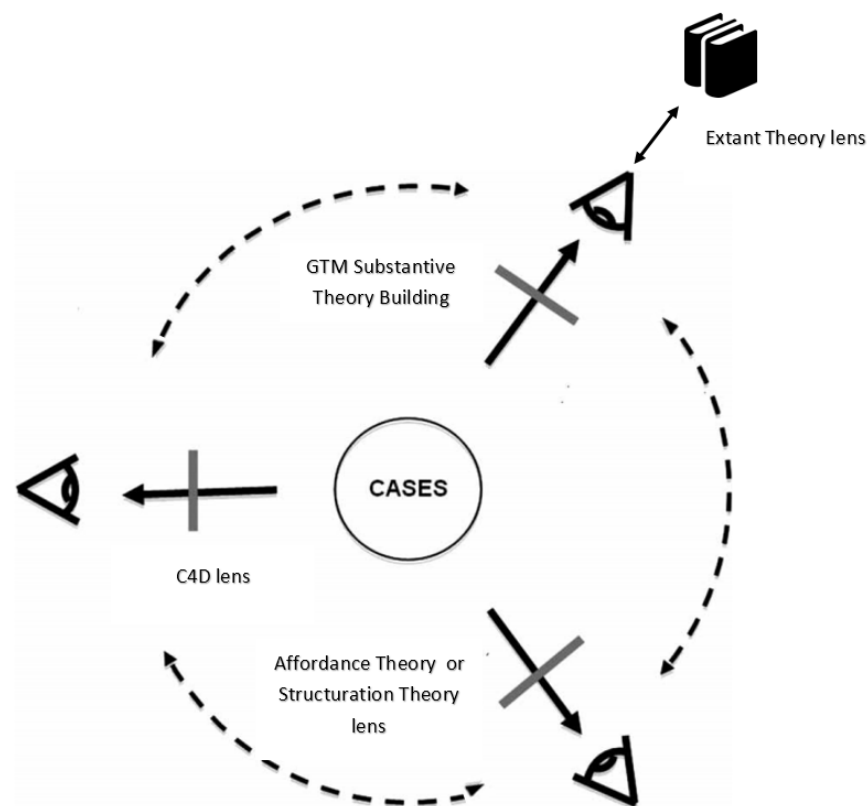 Extant Theory lens
GTM Substantive
Theory Building
CASES
C4D lens
Affordance Theory or
Structuration Theory
lens